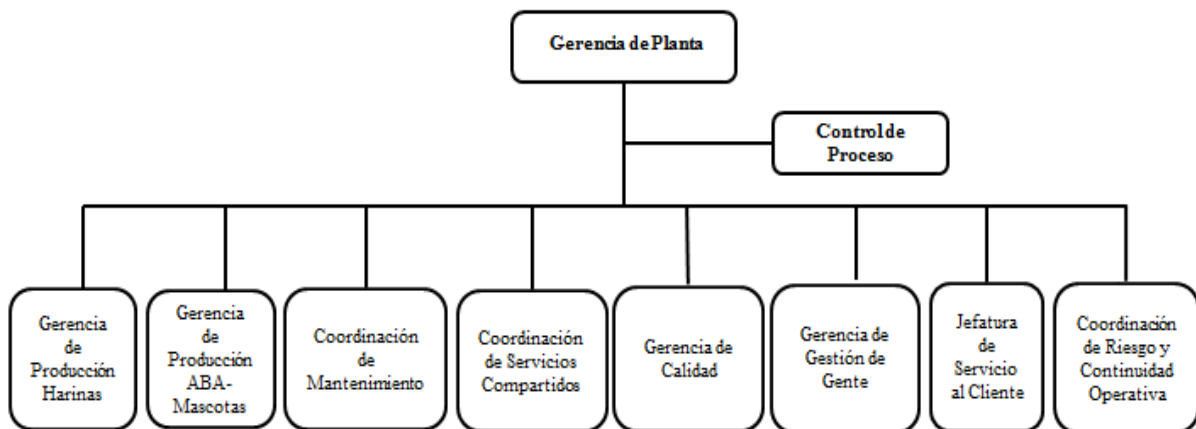 Gerencia de Planta
Control de
Proceso
Gerencia
de
Producción
Harinas
Gerencia
de
Producción
ABA-
Mascotas
Coordinación
de
Mantenimiento
Coordinación
de Servicios
Compartidos
Gerencia de
Calidad
Gerencia de
Gestión de
Gente
Jefatura
de
Servicio
al Cliente
Coordinación
de Riesgo y
Continuidad
Operativa